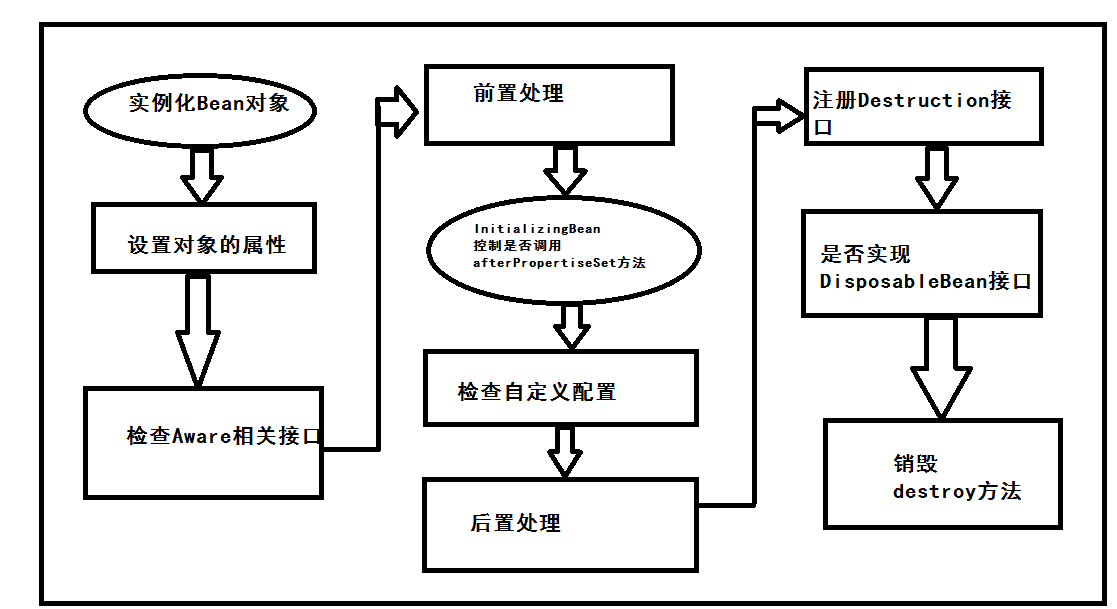 实例化Bean对象
设置对象的属性
检查Aware相关接口
前置处理
InitializingBean
控制是否调用
afterPropertiseSet方法
检查自定义配置
后置处理
注册Destruction接
口
是否实现
DisposableBean接口
销毁
destroy方法